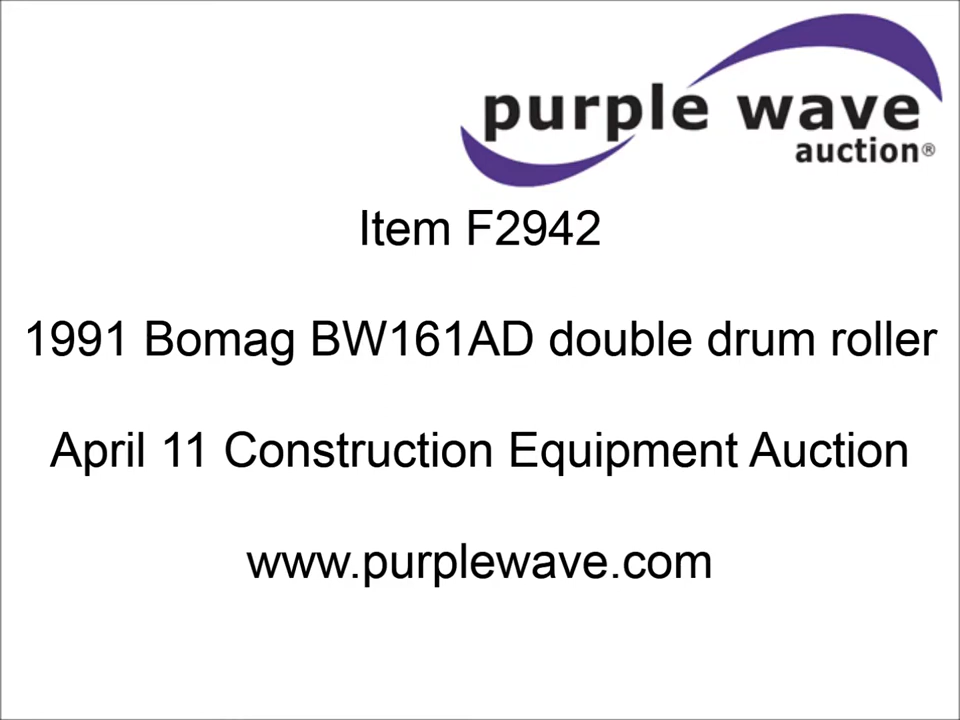 purple wave
auction®
Item F2942
1991 Bomag BW161AD double drum roller
April 11 Construction Equipment Auction
www.purplewave.com